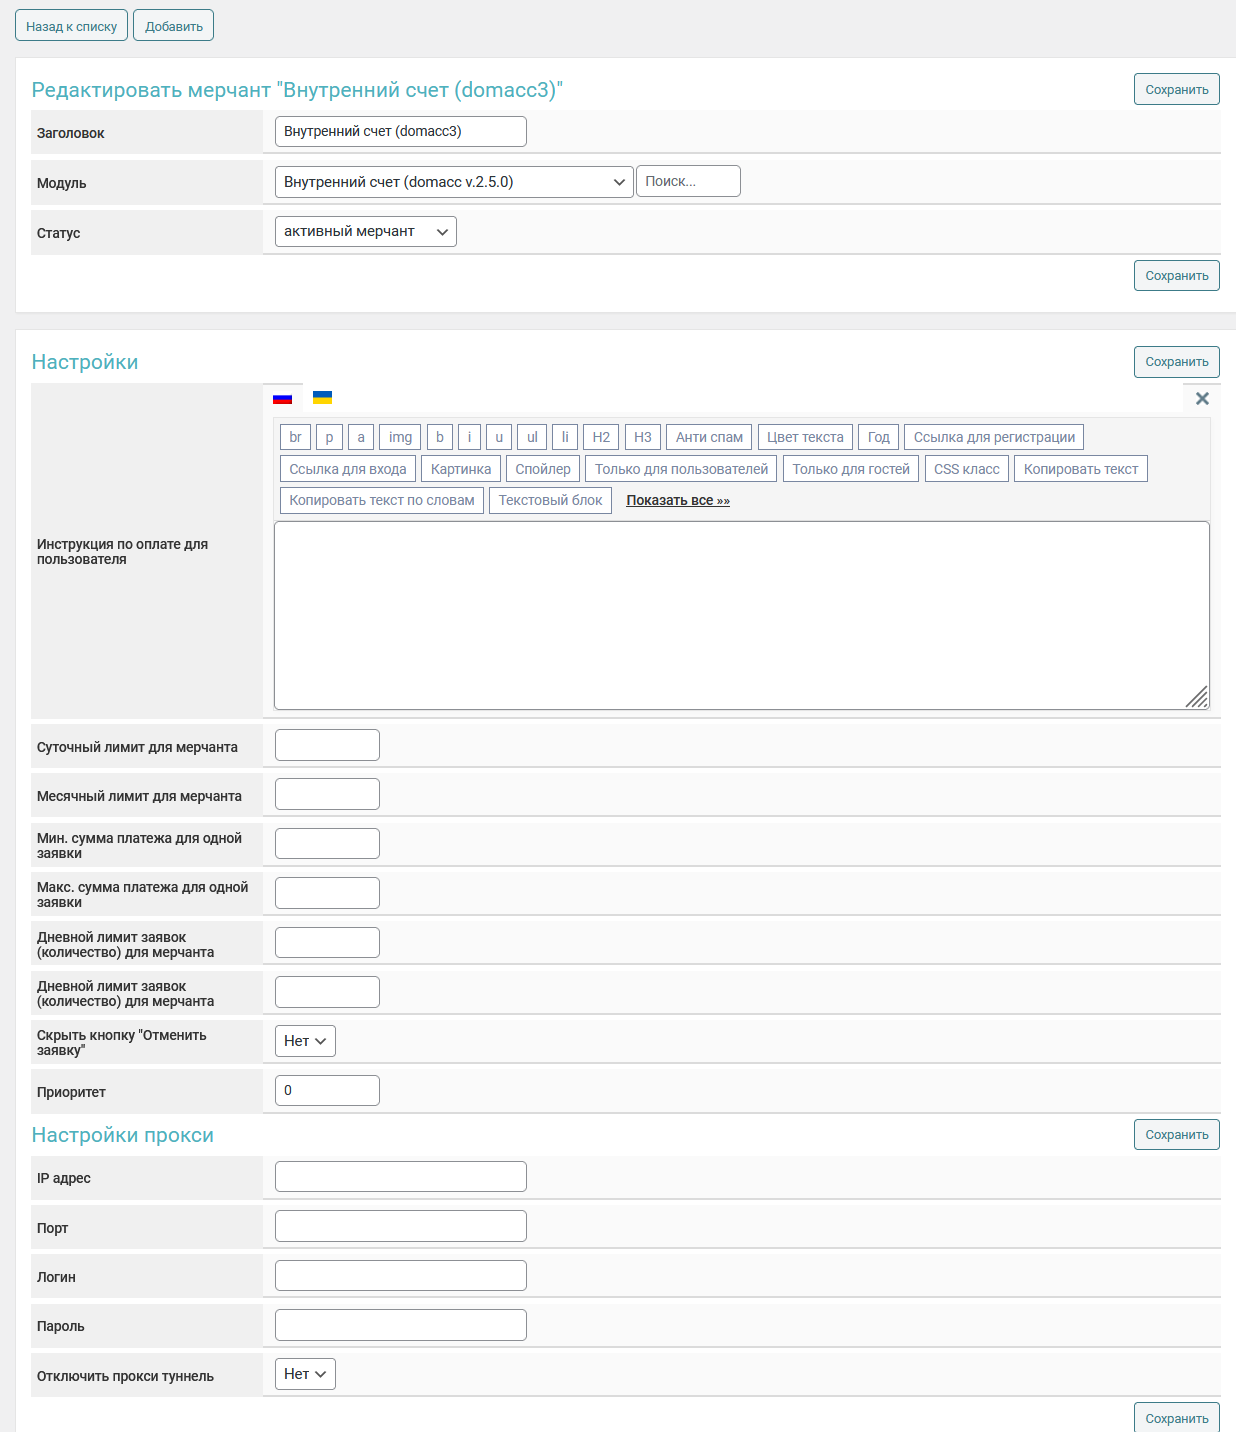 Назад к списку Добавить
Редактировать мерчант "Внутренний счет (domacc3)" Сохранить
Заголовок Внутренний счет (domacc3)
Модуль Внутренний счет (domacc v.2.5.0) Поиск...
Статус активный мерчант
Сохранить
Настройки Сохранить
br p a img b i u ul li H2 H3 Анти спам Цвет текста Год Ссылка для регистрации
Ссылка для входа Картинка Спойлер Только для пользователей Только для гостей CSS класс Копировать текст
Копировать текст по словам Текстовый блок Показать все »»
Инструкция по оплате для
пользователя
Суточный лимит для мерчанта
Месячный лимит для мерчанта
Мин. сумма платежа для одной
заявки
Макс. сумма платежа для одной
заявки
Дневной лимит заявок
(количество) для мерчанта
Дневной лимит заявок
(количество) для мерчанта
Скрыть кнопку "Отменить
заявку" Нет
Приоритет 0
Настройки прокси Сохранить
IP адрес
Порт
Логин
Пароль
Отключить прокси туннель Нет
Сохранить